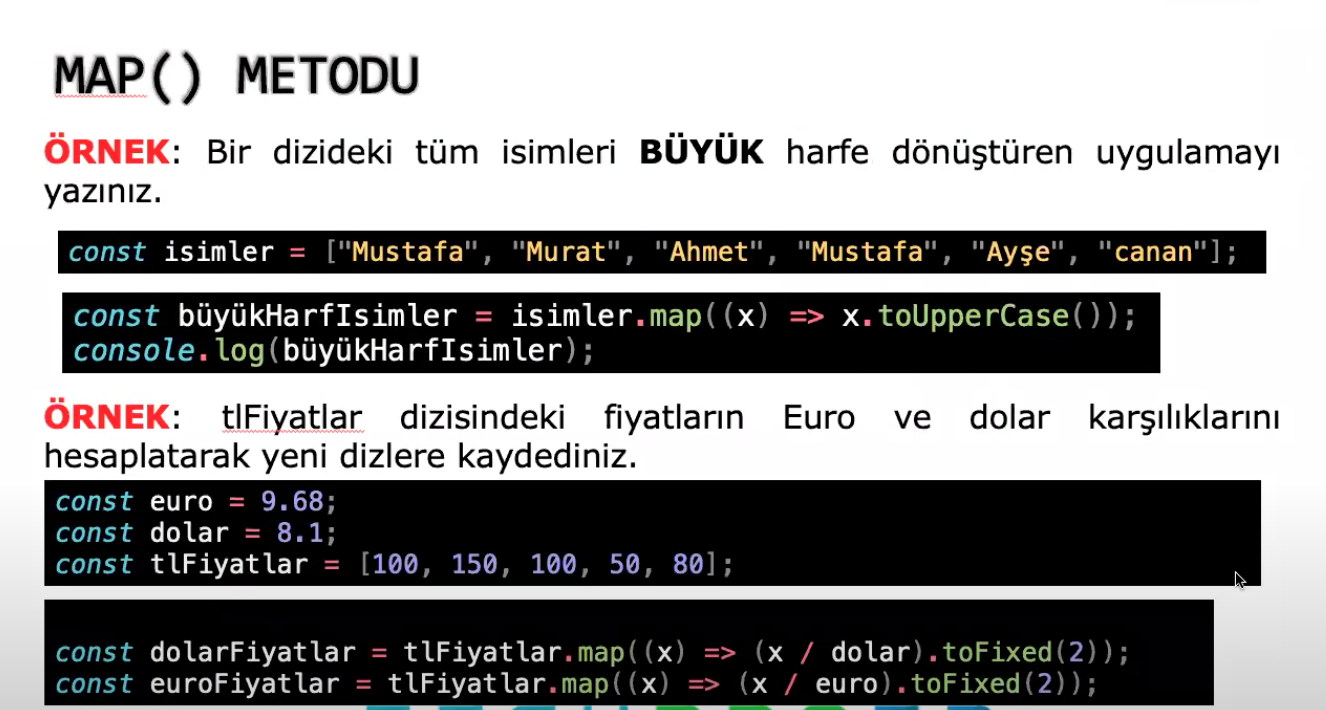 MAP() METODU
ÖRNEK: Bir dizideki tüm isimleri BÜYÜK harfe dönüştüren uygulamayı
yazınız.
const isimler = ["Mustafa", "Murat", "Ahmet", "Mustafa", "Ayşe", "canan"];
const büyükHarfIsimler = isimler.map((x) => x.toUpperCase());
console.log(büyükHarfIsimler);
ÖRNEK: tlFiyatlar dizisindeki fiyatların Euro ve dolar karşılıklarını
hesaplatarak yeni dizlere kaydediniz.
const euro = 9.68;
const dolar = 8.1;
const tlFiyatlar = [100, 150, 100, 50, 80];
const dolarFiyatlar = tlFiyatlar.map((x) => (x / dolar).toFixed(2));
const euroFiyatlar = tlFiyatlar.map((x) => (x / euro).toFixed(2));